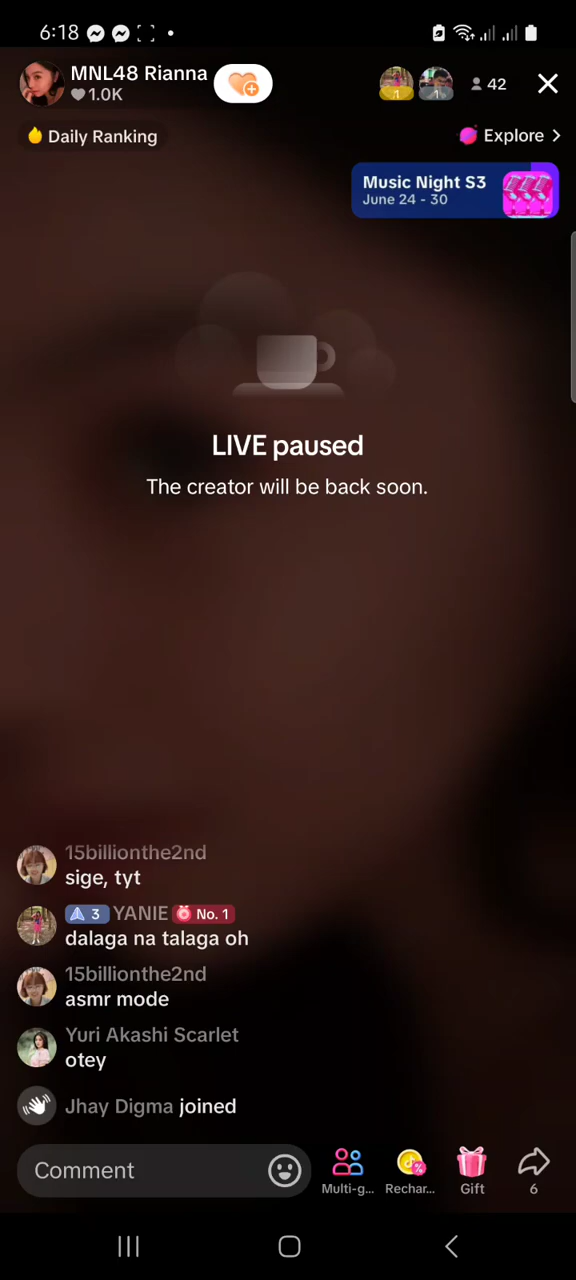 6:18
MNL48 Rianna
1.0K
1
1
42
Daily Ranking
Explore
Music Night S3
June 24 - 30
LIVE paused
The creator will be back soon.
15billionthe2nd
sige, tyt
3 YANIE No. 1
dalaga na talaga oh
15billionthe2nd
asmr mode
Yuri Akashi Scarlet
otey
Jhay Digma joined
Comment
Multi-g...
Rechar...
Gift
6